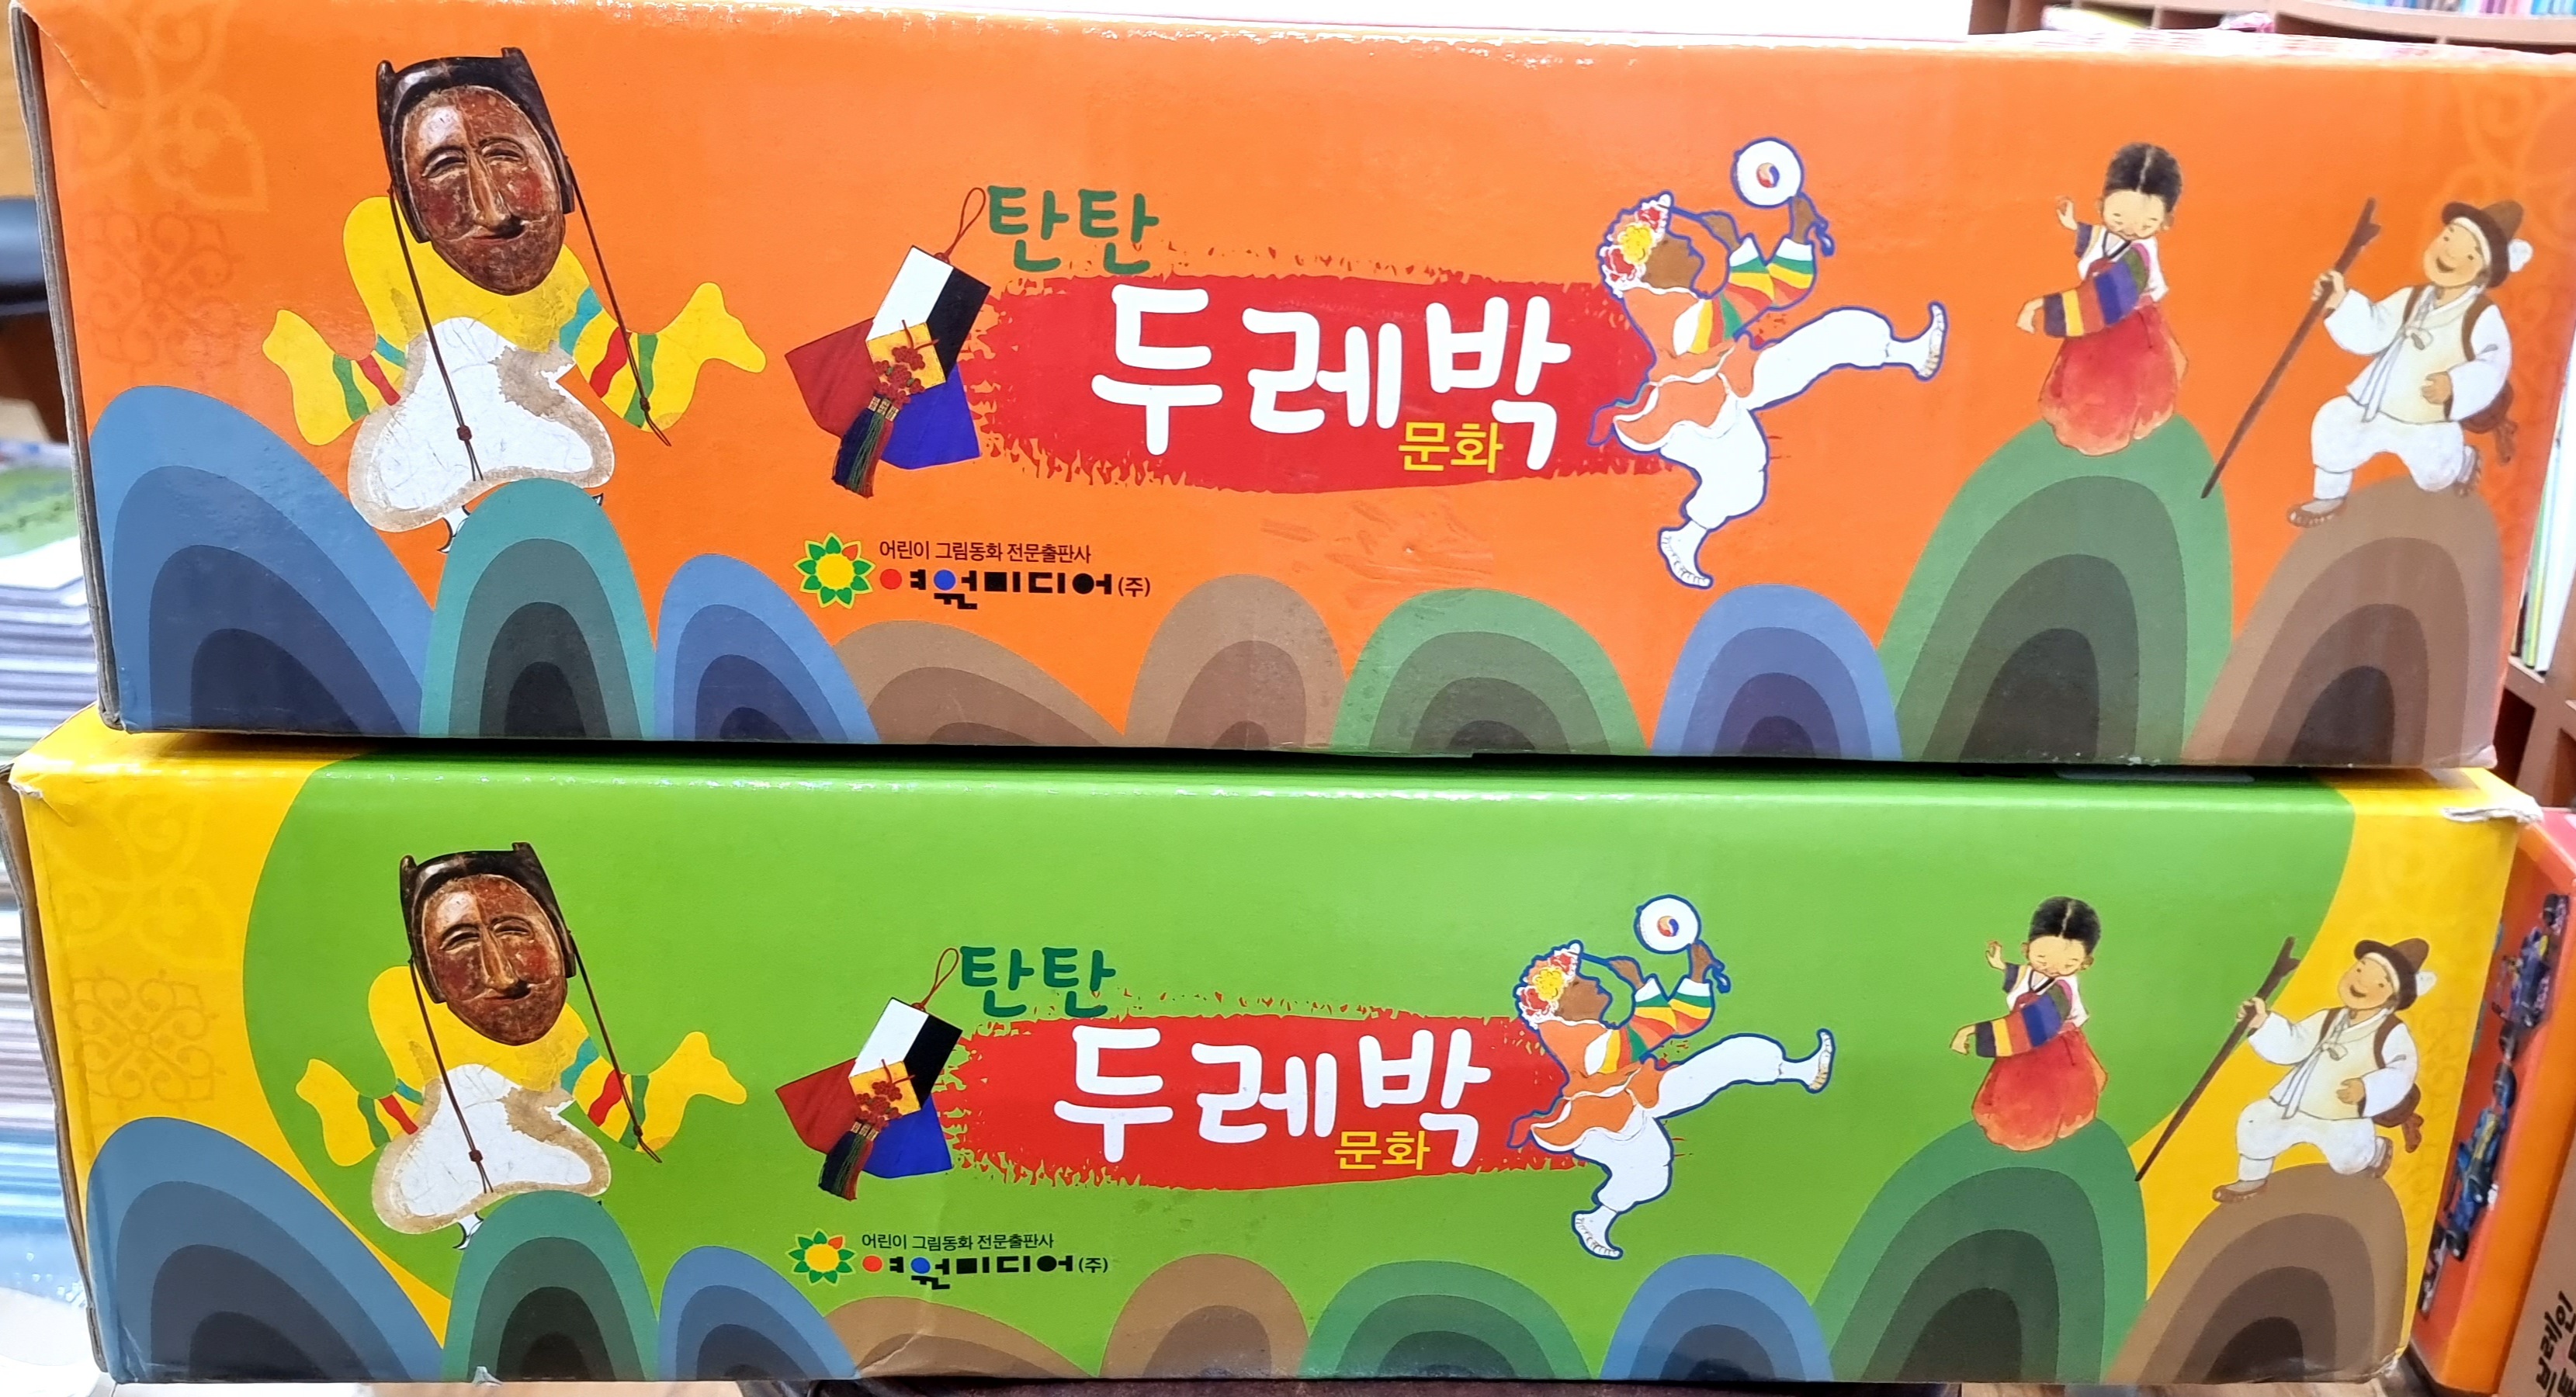 탄탄
두레박
문화
어린이 그림동화 전문출판사
여원미디어(주)
탄탄
두레박
문화
어린이 그림동화 전문출판사
여원미디어(주)